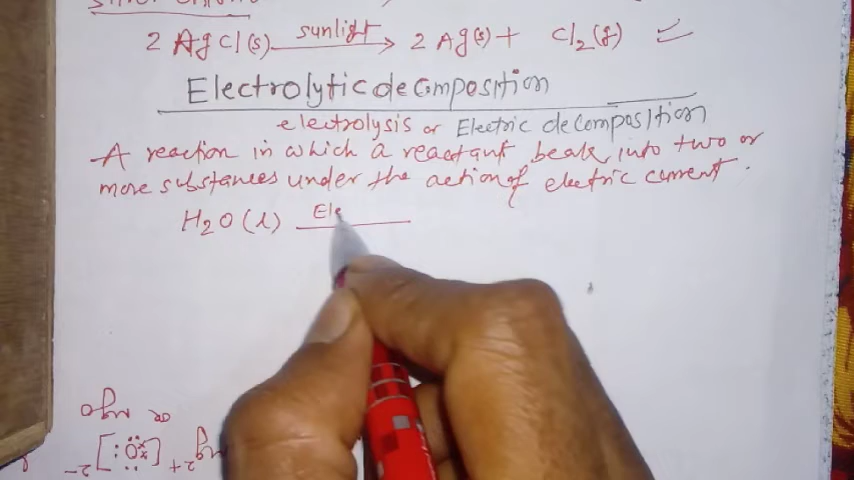 2 AgCl(s) sunlight → 2 Ag(s) + Cl₂(g)
Electrolytic decomposition
electrolysis or Electric decomposition
A reaction in which a reactant beak into two or
more substances under the action of electric current.
H₂O(l) Ele